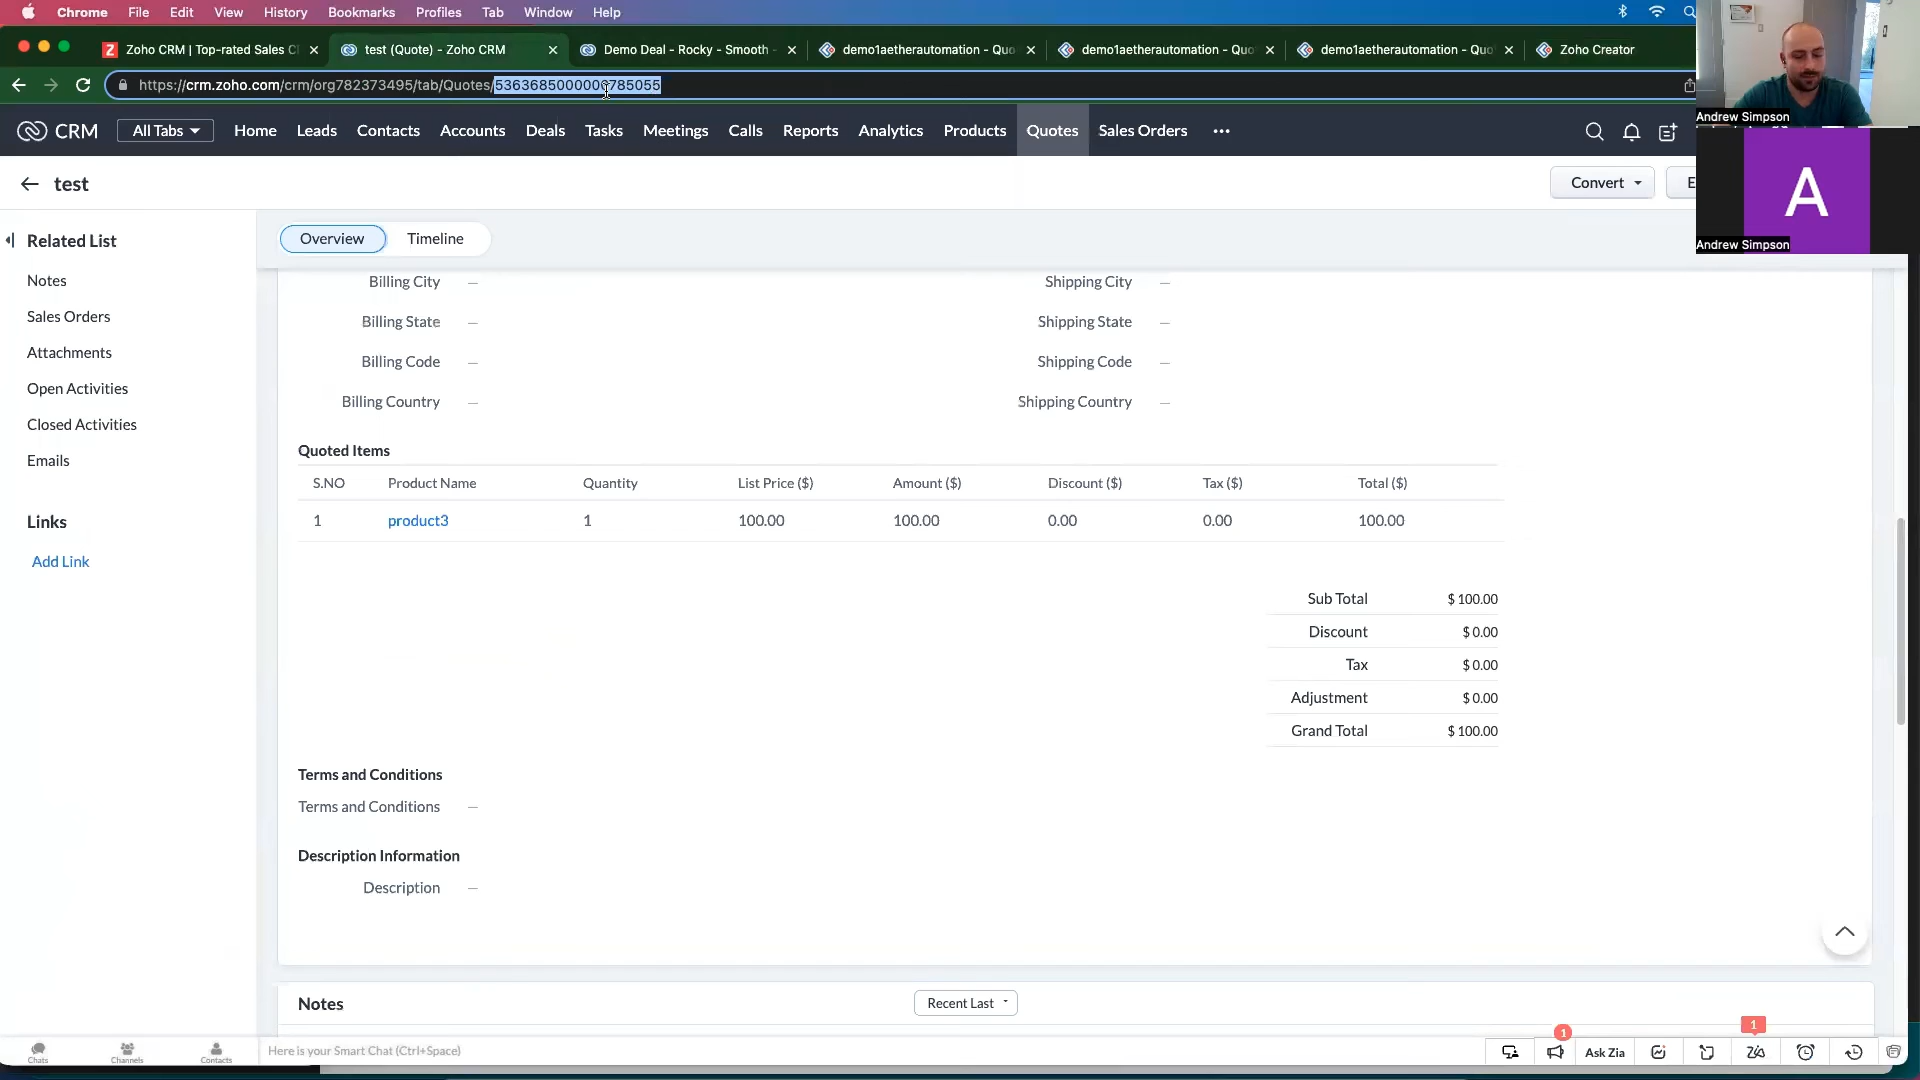 Chrome File Edit View History Bookmarks Profiles Tab Window Help
Zoho CRM | Top-rated Sales C test (Quote) - Zoho CRM Demo Deal - Rocky - Smooth - demo1aetherautomation - Quo demo1aetherautomation - Quo demo1aetherautomation - Quo Zoho Creator
https://crm.zoho.com/crm/org782373495/tab/Quotes/5363685000006785055
CRM All Tabs Home Leads Contacts Accounts Deals Tasks Meetings Calls Reports Analytics Products Quotes Sales Orders
Andrew Simpson
test Convert E
A
Andrew Simpson
Related List
Notes
Sales Orders
Attachments
Open Activities
Closed Activities
Emails
Links
Add Link
Overview Timeline
Billing City — Shipping City —
Billing State — Shipping State —
Billing Code — Shipping Code —
Billing Country — Shipping Country —
Quoted Items
S.NO Product Name Quantity List Price ($) Amount ($) Discount ($) Tax ($) Total ($)
1 product3 1 100.00 100.00 0.00 0.00 100.00
Sub Total $ 100.00
Discount $ 0.00
Tax $ 0.00
Adjustment $ 0.00
Grand Total $ 100.00
Terms and Conditions
Terms and Conditions —
Description Information
Description —
Notes Recent Last
Chats Channels Contacts Here is your Smart Chat (Ctrl+Space) 1 Ask Zia 1